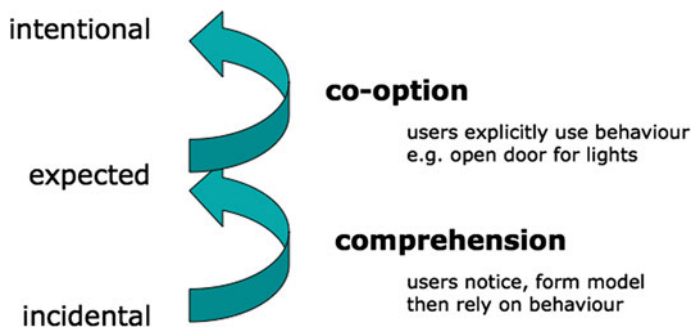 intentional
co-option
users explicitly use behaviour
e.g. open door for lights
expected
comprehension
users notice, form model
then rely on behaviour
incidental